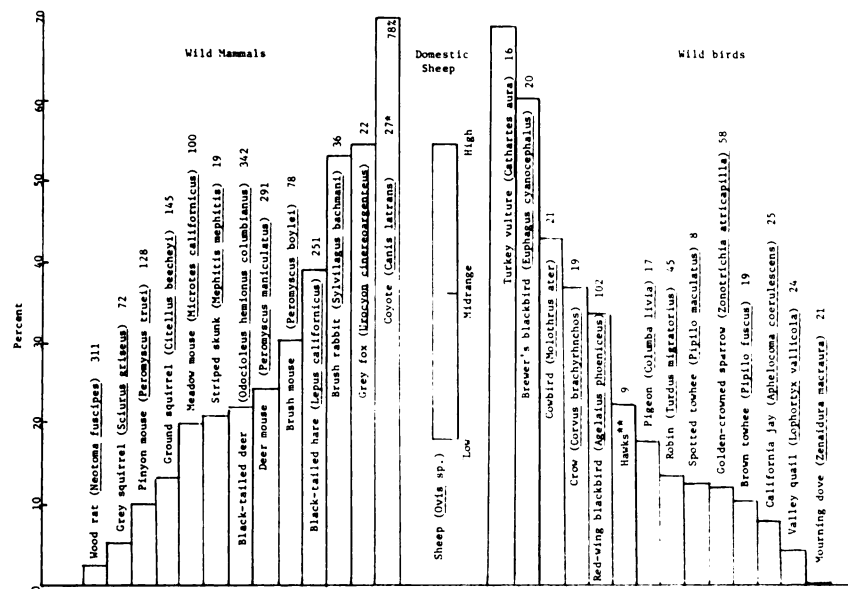 70
60
50
40
30
20
10
0
Percent
Wild Mammals
Wood rat (Neotoma fuscipes) 311
Grey squirrel (Sciurus griseus) 72
Pinyon mouse (Peromyscus truei) 128
Ground squirrel (Citellus beecheyi) 145
Meadow mouse (Microtes californicus) 100
Striped skunk (Mephitis mephitis) 19
Black-tailed deer (Odocioleus hemionus columbianus) 342
Deer mouse (Peromyscus maniculatus) 291
Brush mouse (Peromyscus boylei) 78
Black-tailed hare (Lepus californicus) 251
Brush rabbit (Sylvilagus bachmani) 36
Grey fox (Urocyon cinereoargenteus) 22
Coyote (Canis latrans) 27* 78%
Domestic
Sheep
Sheep (Ovis sp.)
Low
Midrange
High
Wild birds
Turkey vulture (Cathartes aura) 16
Brewer's blackbird (Euphagus cyanocephalus) 20
Cowbird (Molothrus ater) 21
Crow (Corvus brachyrhnchos) 19
Red-wing blackbird (Agelaius phoeniceus) 102
Hawks** 9
Pigeon (Columba livia) 17
Robin (Turdus migratorius) 45
Spotted towhee (Pipilo maculatus) 8
Golden-crowned sparrow (Zonotrichia atricapilla) 58
Brown towhee (Pipilo fuscus) 19
California jay (Aphelocoma coerulescens) 25
Valley quail (Lophortyx vallicola) 24
Mourning dove (Zenaidura macraura) 21